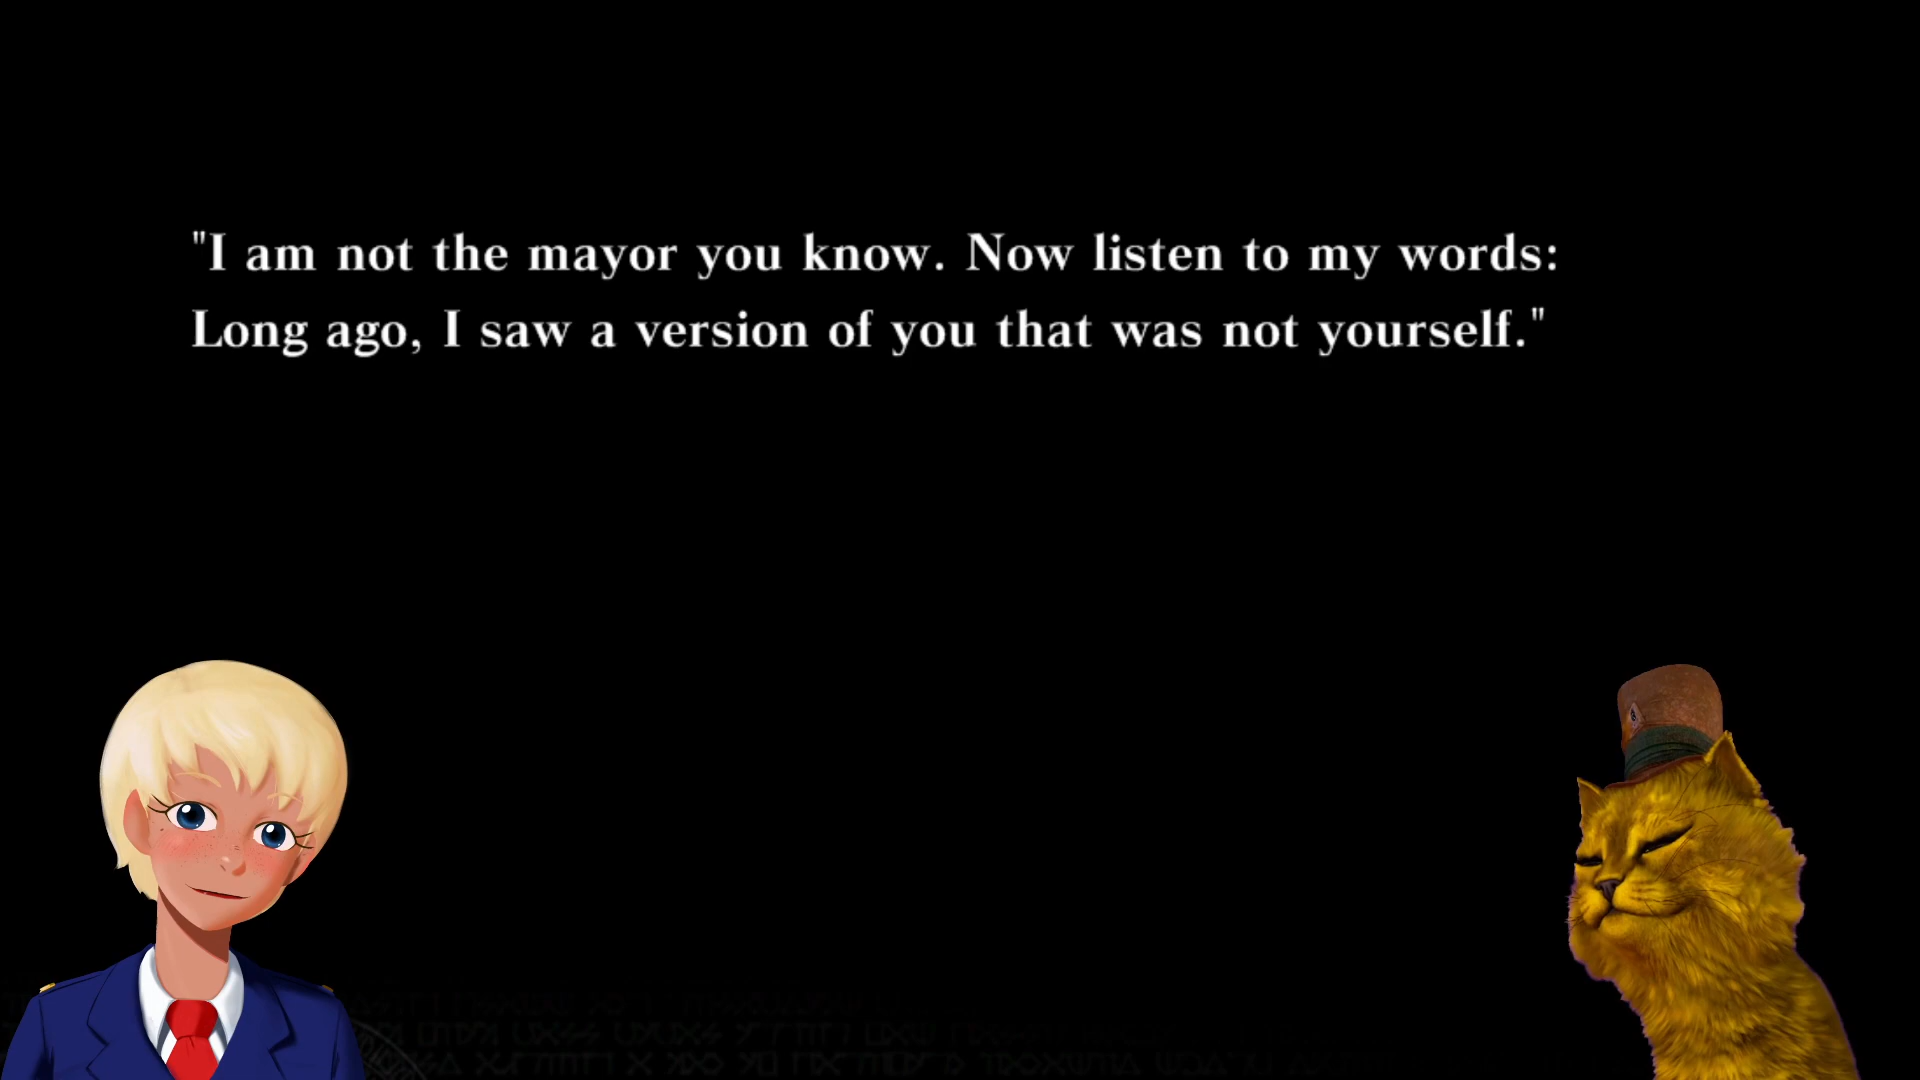 "I am not the mayor you know. Now listen to my words:
Long ago, I saw a version of you that was not yourself."